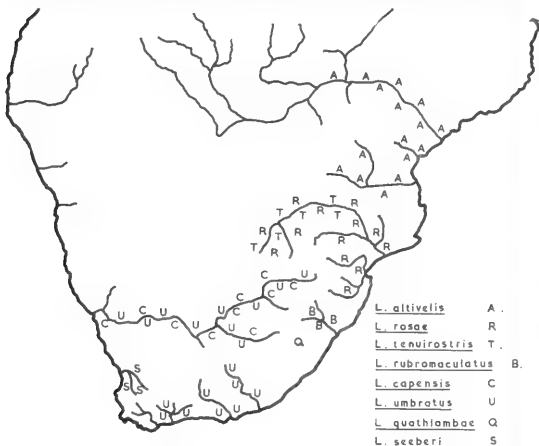 A A A
A A
A A
A A
A A
A A
A A A
A
R T R T R T R
R T R R
T R R R
R
C
U C U C U
C U C U
C U C U U C U C
B B
B
Q
S
S S
U U
U U
U U U U U
L. altivelis A .
L. rosae R
L. tenuirostris T .
L. rubromaculatus B.
L. capensis C
L. umbratus U
L quathlambae Q
L. seeberi S